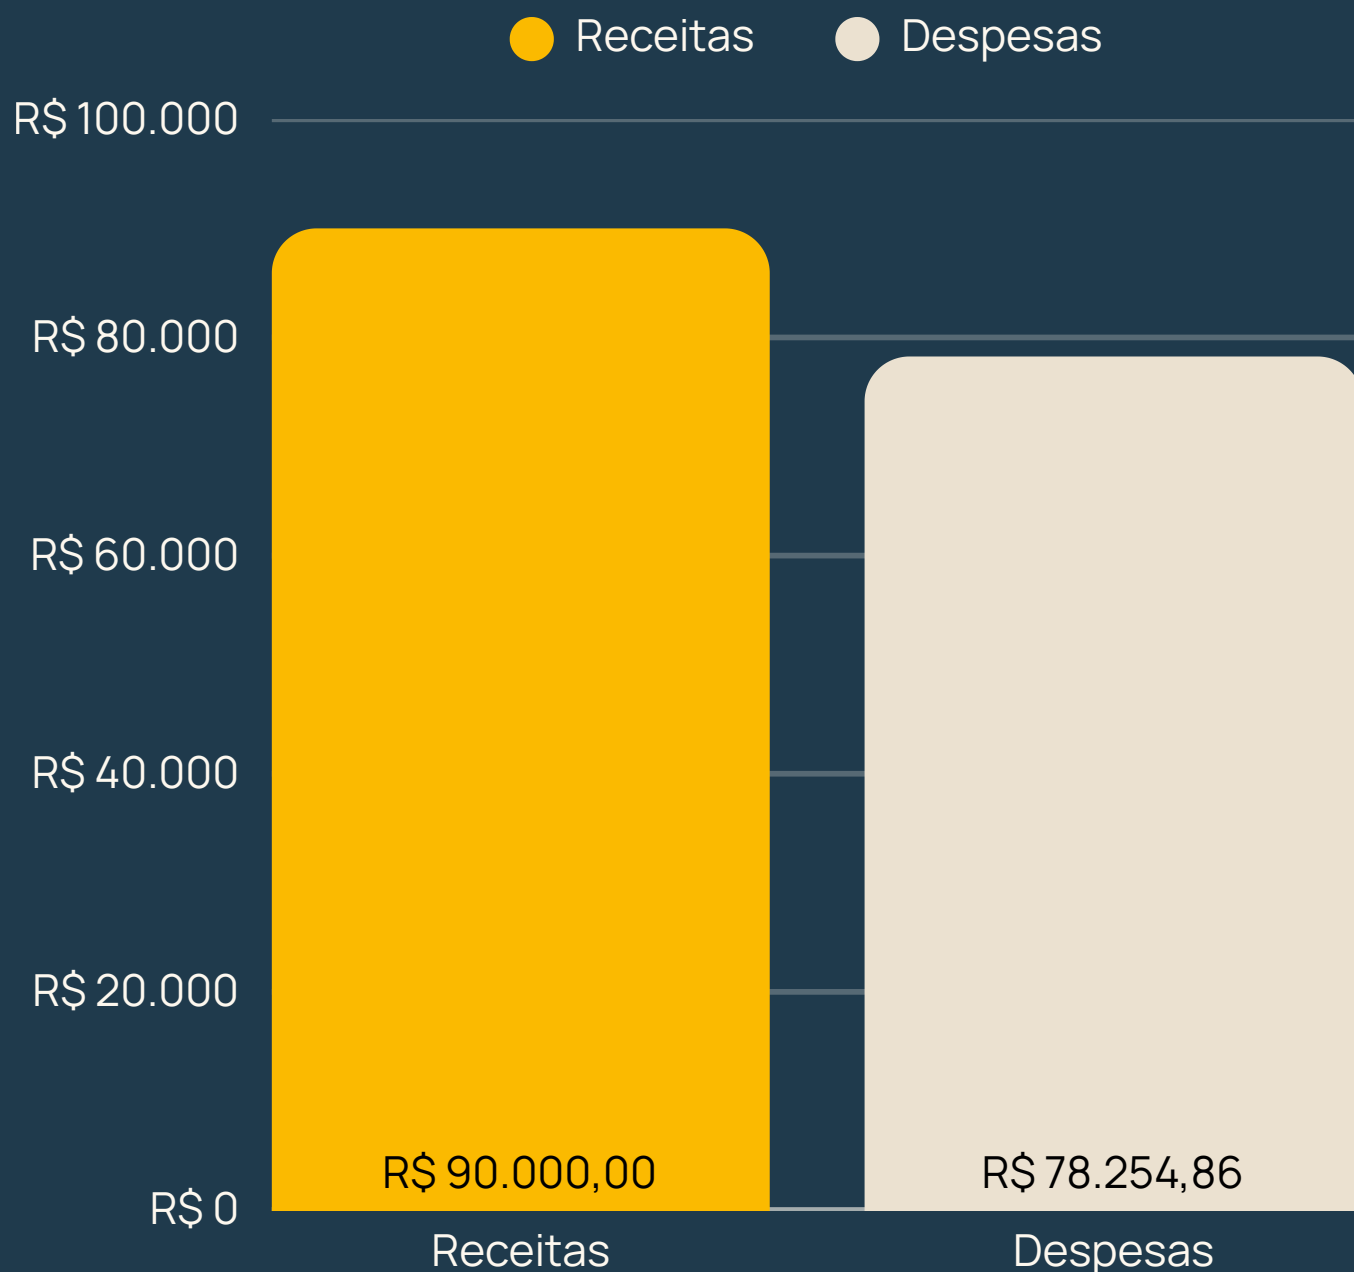 Receitas Despesas
R$ 100.000
R$ 80.000
R$ 60.000
R$ 40.000
R$ 20.000
R$ 90.000,00 R$ 78.254,86
R$ 0
Receitas Despesas